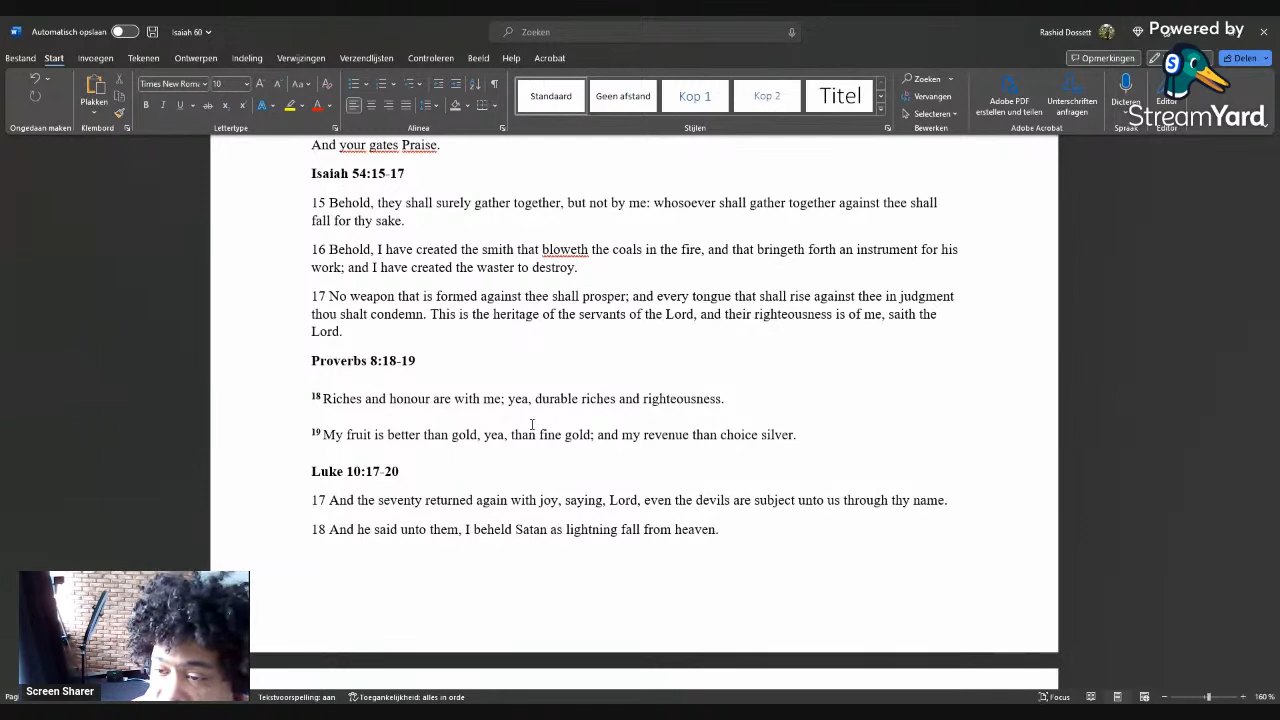 Powered by
Automatisch opslaan
Isaiah 60
Zoeken
Rashid Dossett
Bestand Start Invoegen Tekenen Ontwerpen Indeling Verwijzingen Verzendlijsten Controleren Beeld Help Acrobat
Opmerkingen
Delen
StreamYard
Plakken
Times New Roma 10
Standaard
Geen afstand
Kop 1
Kop 2
Titel
Zoeken
Vervangen
Selecteren
Adobe PDF
erstellen und teilen
Unterschriften
anfragen
Dicteren
Editor
Ongedaan maken
Klembord
Lettertype
Alinea
Stijlen
Bewerken
Adobe Acrobat
Spraak
Editor
And your gates Praise.
Isaiah 54:15-17
15 Behold, they shall surely gather together, but not by me: whosoever shall gather together against thee shall
fall for thy sake.
16 Behold, I have created the smith that bloweth the coals in the fire, and that bringeth forth an instrument for his
work; and I have created the waster to destroy.
17 No weapon that is formed against thee shall prosper; and every tongue that shall rise against thee in judgment
thou shalt condemn. This is the heritage of the servants of the Lord, and their righteousness is of me, saith the
Lord.
Proverbs 8:18-19
18 Riches and honour are with me; yea, durable riches and righteousness.
19 My fruit is better than gold, yea, than fine gold; and my revenue than choice silver.
Luke 10:17-20
17 And the seventy returned again with joy, saying, Lord, even the devils are subject unto us through thy name.
18 And he said unto them, I beheld Satan as lightning fall from heaven.
Screen Sharer
Pag
Tekstvoorspelling: aan
Toegankelijkheid: alles in orde
Focus
160 %